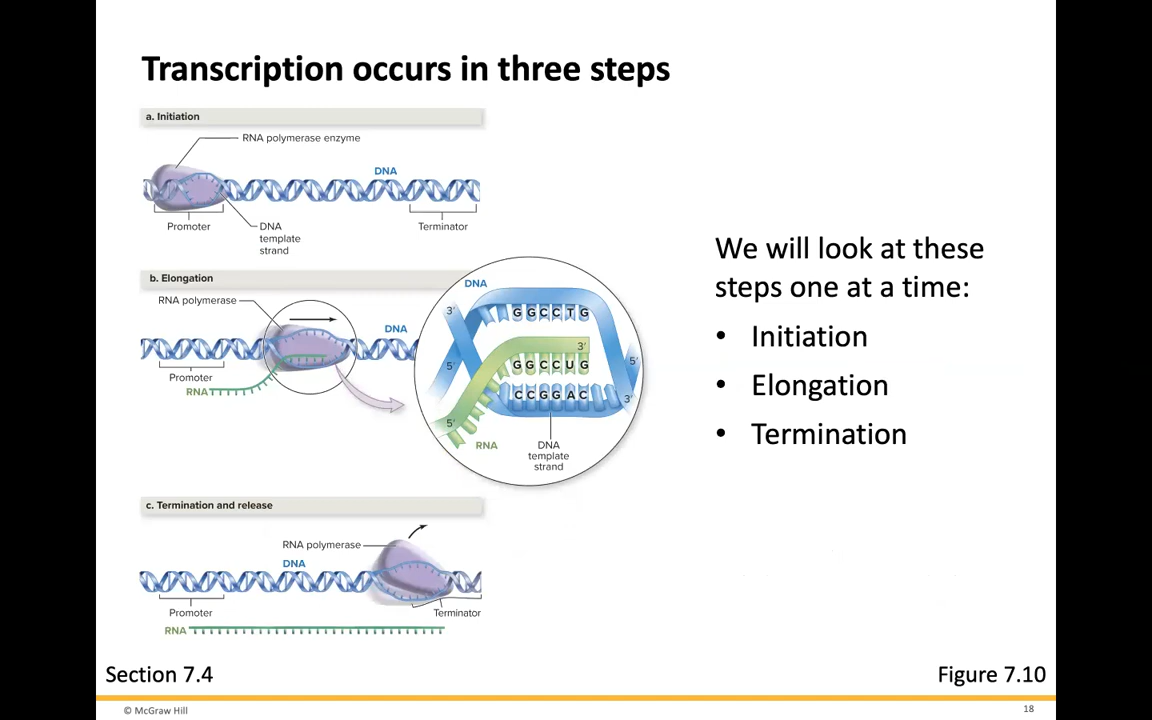 Transcription occurs in three steps
a. Initiation
RNA polymerase enzyme
DNA
Promoter
DNA
template
strand
Terminator
b. Elongation
RNA polymerase
DNA
Promoter
RNA
DNA
3′
GGCCTG
3′
5′
GGCCUG
5′
CCGGAC
3′
5′
RNA
DNA
template
strand
c. Termination and release
RNA polymerase
DNA
Promoter
Terminator
RNA
We will look at these
steps one at a time:
• Initiation
• Elongation
• Termination
Section 7.4
Figure 7.10
© McGraw Hill
18